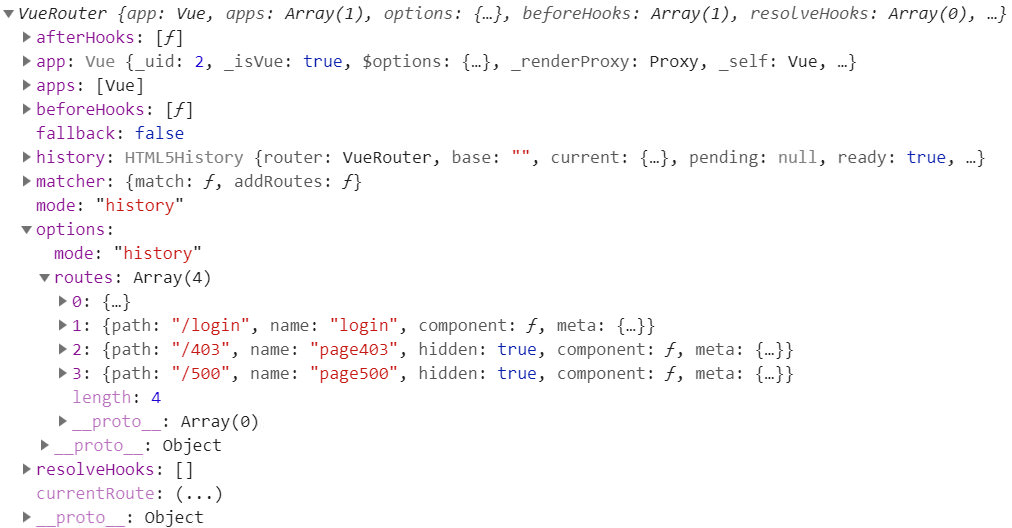 VueRouter {app: Vue, apps: Array(1), options: {…}, beforeHooks: Array(1), resolveHooks: Array(0), …}
afterHooks: [ƒ]
app: Vue {_uid: 2, _isVue: true, $options: {…}, _renderProxy: Proxy, _self: Vue, …}
apps: [Vue]
beforeHooks: [ƒ]
fallback: false
history: HTML5History {router: VueRouter, base: "", current: {…}, pending: null, ready: true, …}
matcher: {match: ƒ, addRoutes: ƒ}
mode: "history"
options:
mode: "history"
routes: Array(4)
0: {…}
1: {path: "/login", name: "login", component: ƒ, meta: {…}}
2: {path: "/403", name: "page403", hidden: true, component: ƒ, meta: {…}}
3: {path: "/500", name: "page500", hidden: true, component: ƒ, meta: {…}}
length: 4
__proto__: Array(0)
__proto__: Object
resolveHooks: []
currentRoute: (...)
__proto__: Object